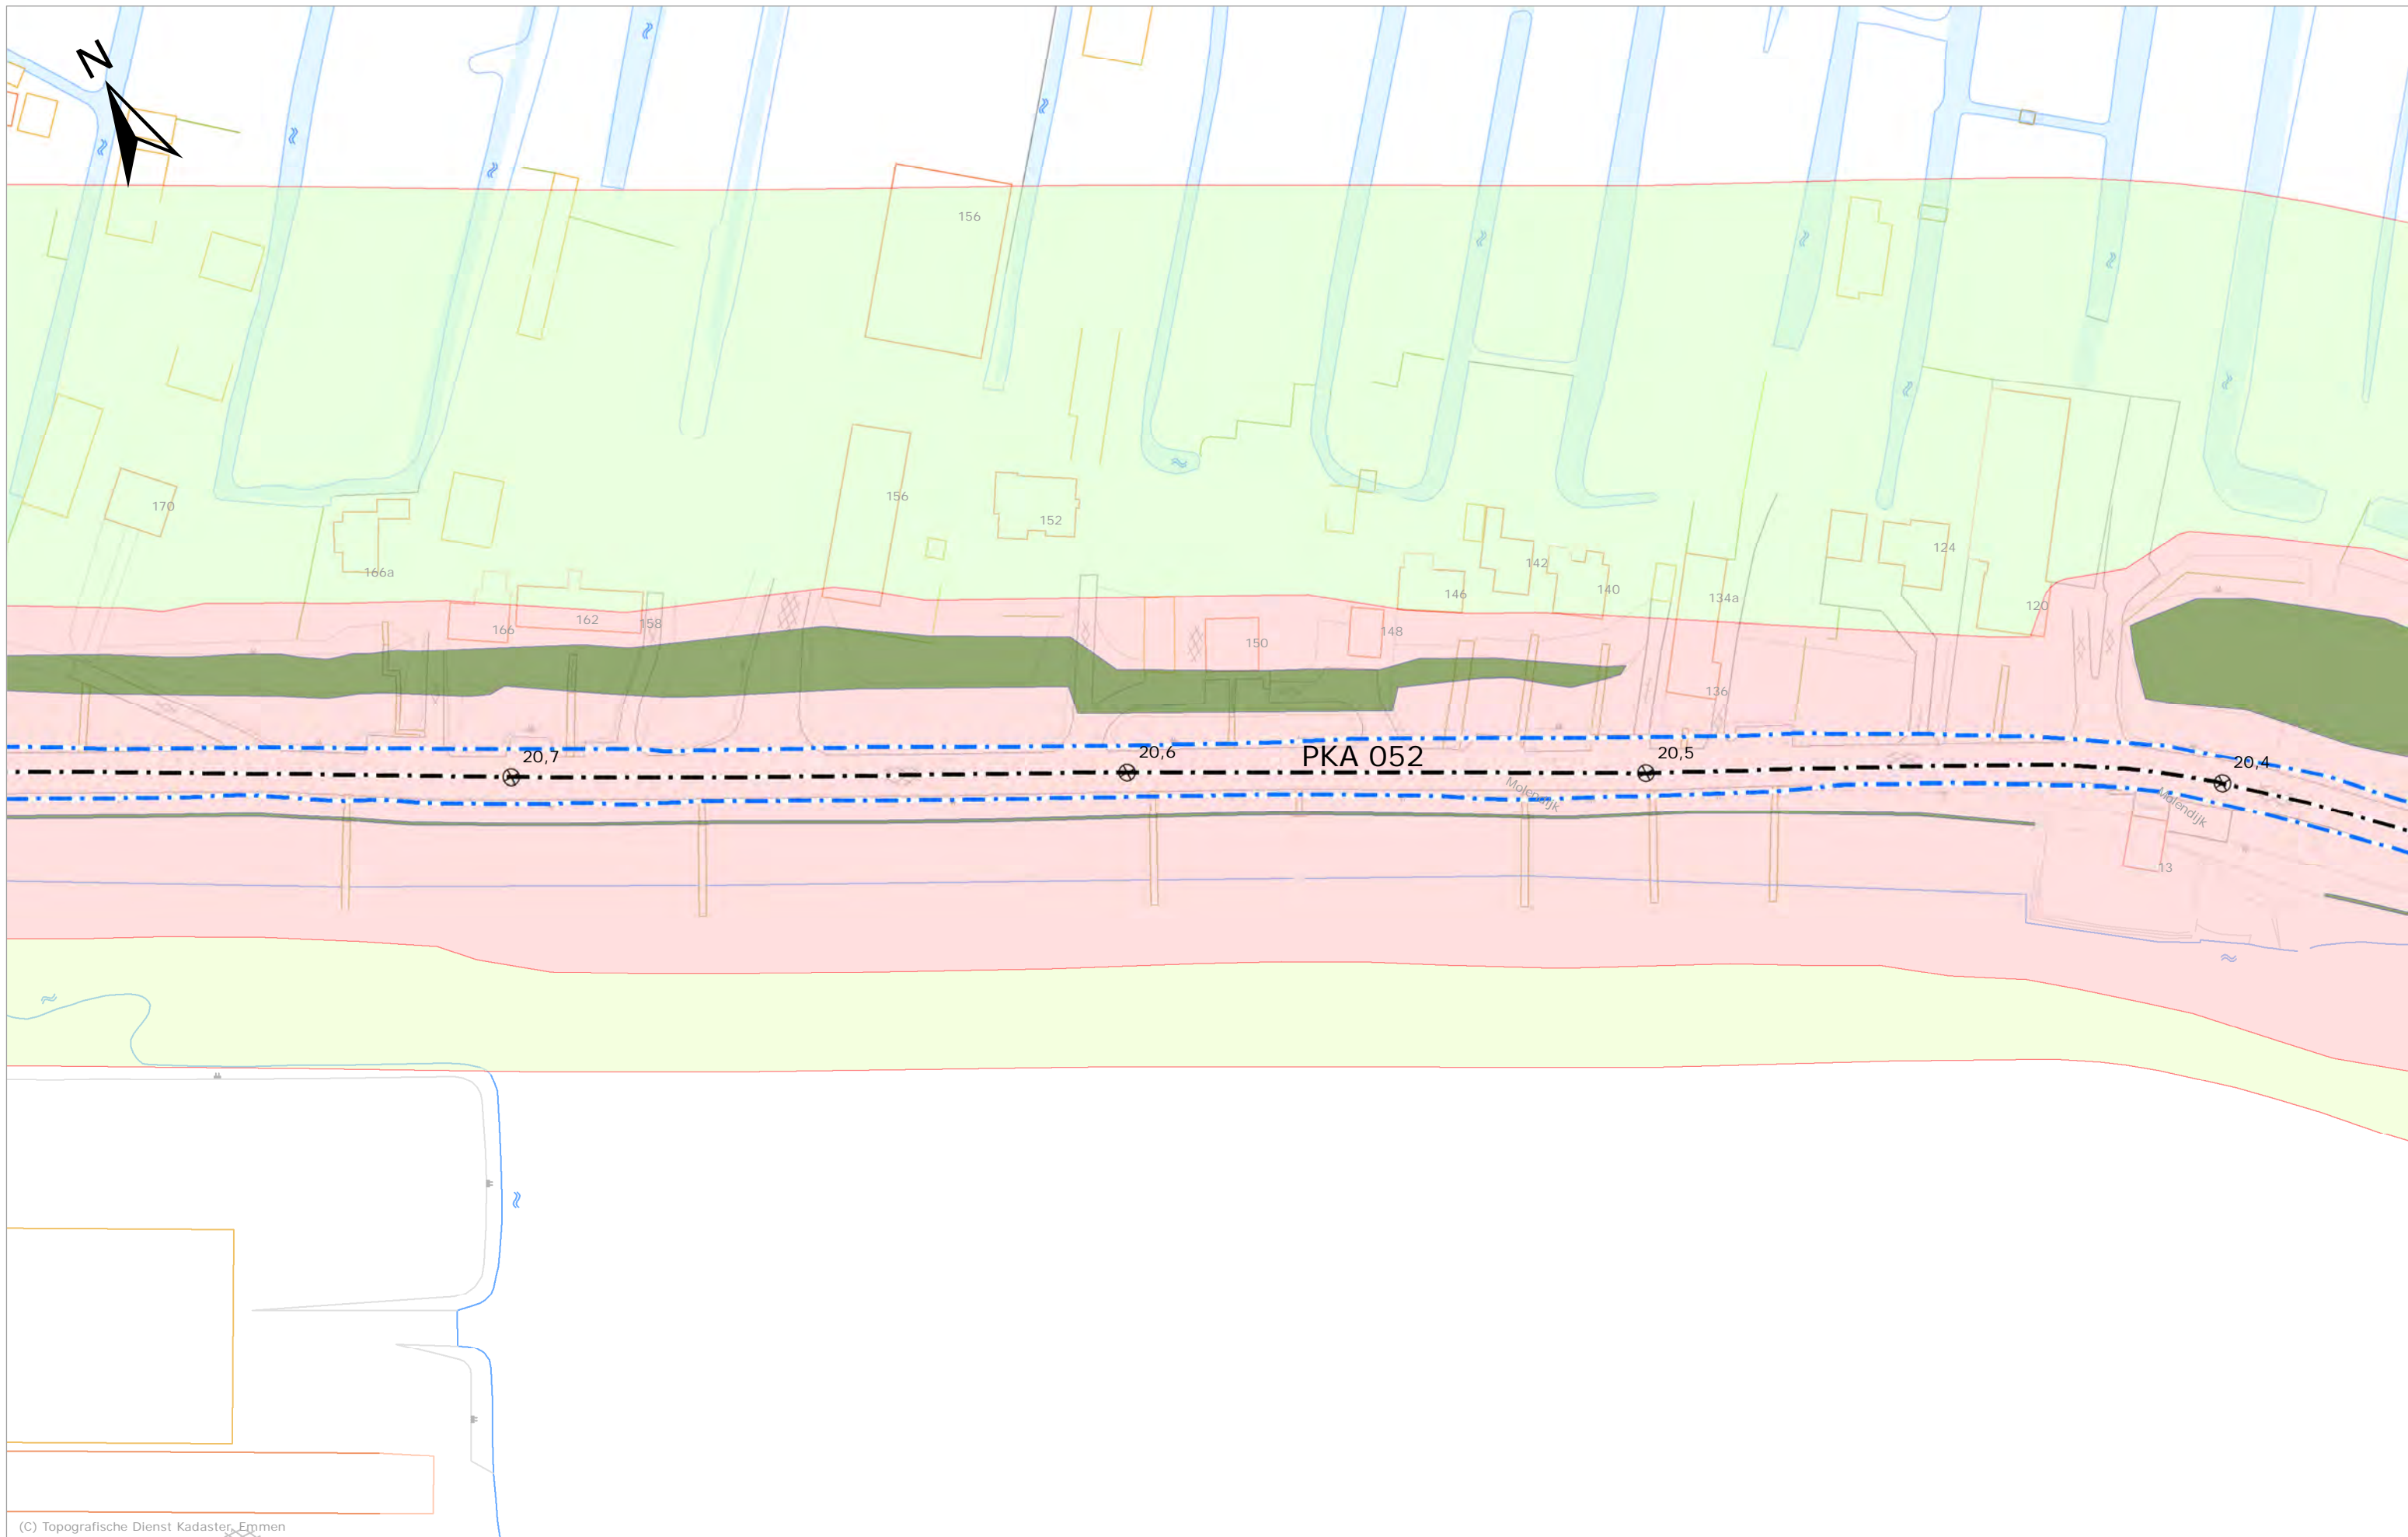 N
156
170
156
152
166a
142
124
140
146
134a
120
166
162
158
148
150
136
20,7
20,6
PKA 052
20,5
20,4
Molendijk
Molendijk
13
(C) Topografische Dienst Kadaster, Emmen